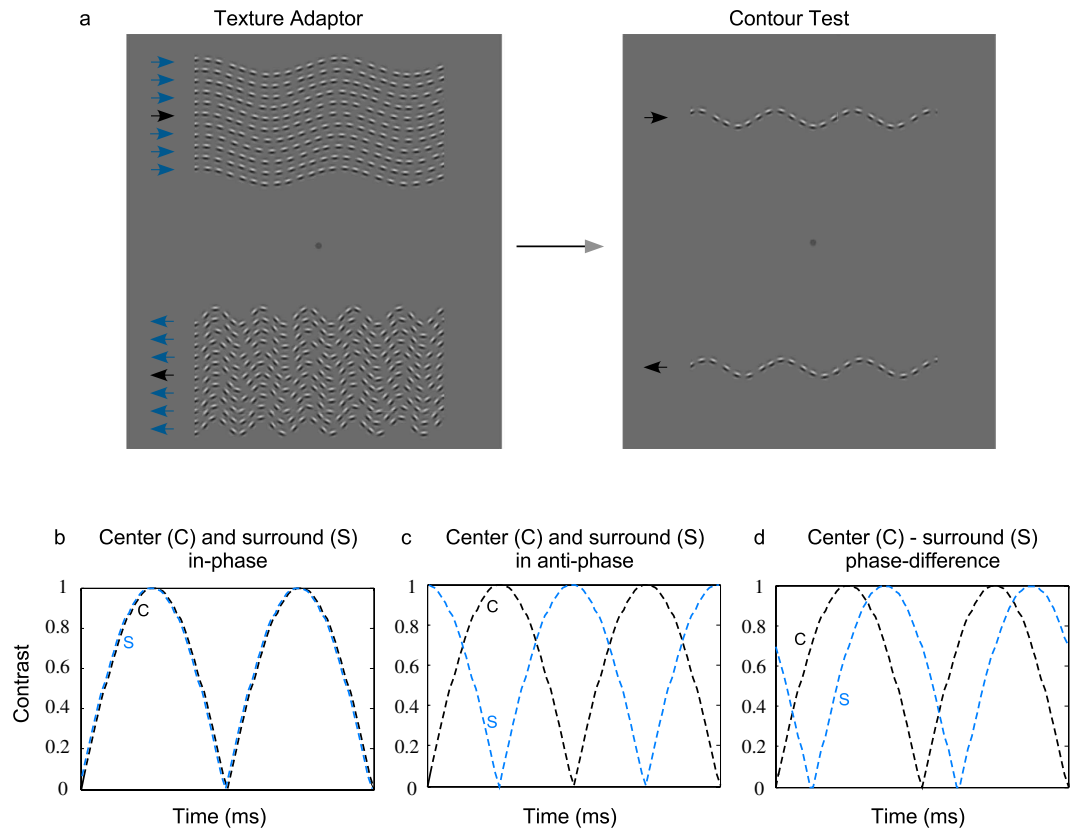 a
Texture Adaptor
Contour Test
b
Center (C) and surround (S)
in-phase
c
Center (C) and surround (S)
in anti-phase
d
Center (C) - surround (S)
phase-difference
Contrast
1
0.8
0.6
0.4
0.2
0
C
S
Time (ms)
1
0.8
0.6
0.4
0.2
0
C
S
Time (ms)
1
0.8
0.6
0.4
0.2
0
C
S
Time (ms)